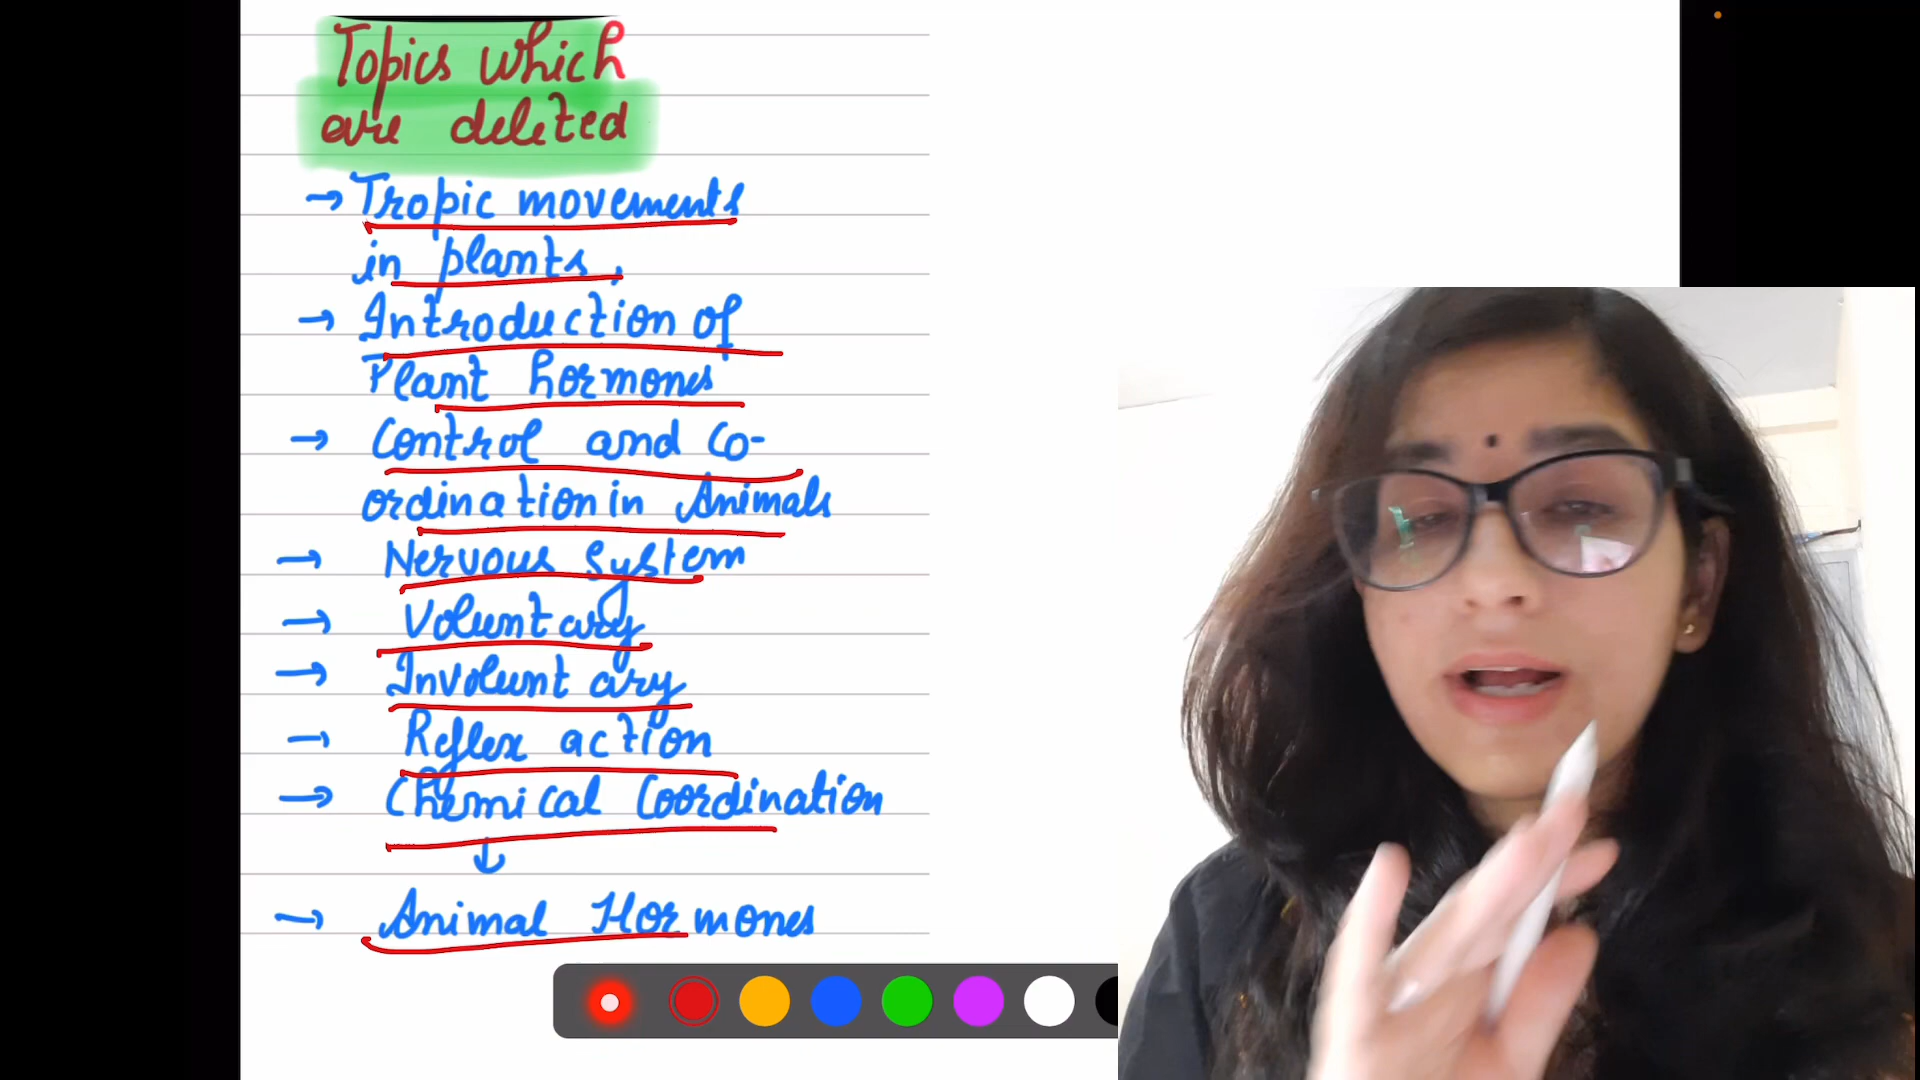 Topics which
are deleted
→ Tropic movements
in plants,
→ Introduction of
Plant hormones
→ Control and Co-
ordination in Animals
→ Nervous System
→ Voluntary
→ Involuntary
→ Reflex action
→ Chemical Coordination
↓
→ Animal Hormones